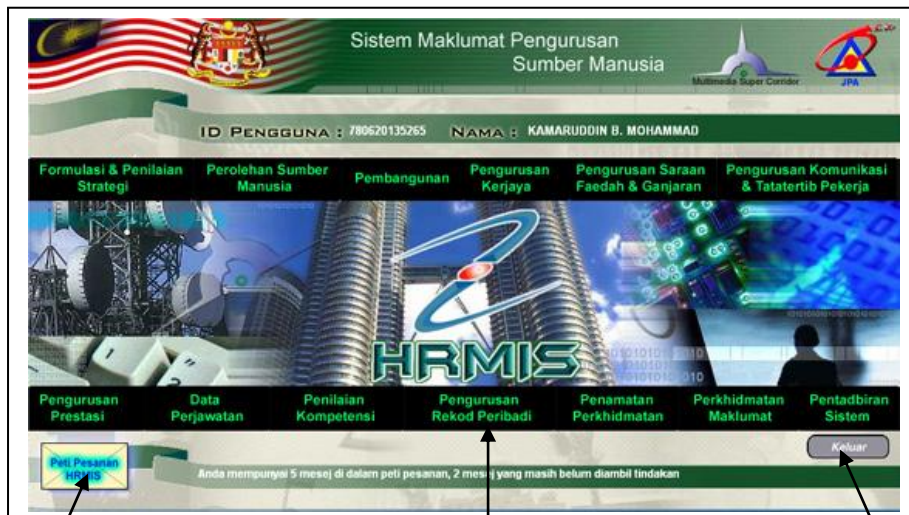 Sistem Maklumat Pengurusan
Sumber Manusia
Multimedia Super Corridor
JPA
ID PENGGUNA : 780620135265 NAMA : KAMARUDDIN B. MOHAMMAD
Formulasi & Penilaian
Strategi
Perolehan Sumber
Manusia
Pembangunan
Pengurusan
Kerjaya
Pengurusan Saraan
Faedah & Ganjaran
Pengurusan Komunikasi
& Tatatertib Pekerja
HRMIS
Pengurusan
Prestasi
Data
Perjawatan
Penilaian
Kompetensi
Pengurusan
Rekod Peribadi
Penamatan
Perkhidmatan
Perkhidmatan
Maklumat
Pentadbiran
Sistem
Peti Pesanan
HRMIS
Keluar
Anda mempunyai 5 mesej di dalam peti pesanan, 2 mesej yang masih belum diambil tindakan